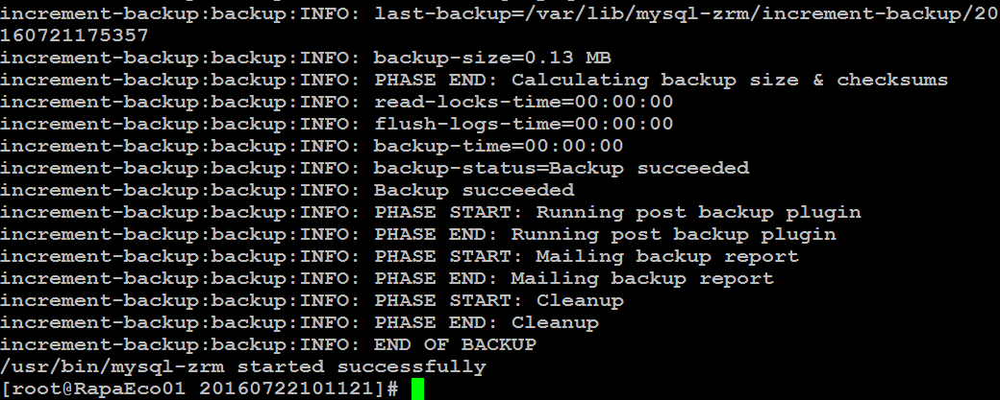 increment-backup:backup:INFO: last-backup=/var/lib/mysql-zrm/increment-backup/20
160721175357
increment-backup:backup:INFO: backup-size=0.13 MB
increment-backup:backup:INFO: PHASE END: Calculating backup size & checksums
increment-backup:backup:INFO: read-locks-time=00:00:00
increment-backup:backup:INFO: flush-logs-time=00:00:00
increment-backup:backup:INFO: backup-time=00:00:00
increment-backup:backup:INFO: backup-status=Backup succeeded
increment-backup:backup:INFO: Backup succeeded
increment-backup:backup:INFO: PHASE START: Running post backup plugin
increment-backup:backup:INFO: PHASE END: Running post backup plugin
increment-backup:backup:INFO: PHASE START: Mailing backup report
increment-backup:backup:INFO: PHASE END: Mailing backup report
increment-backup:backup:INFO: PHASE START: Cleanup
increment-backup:backup:INFO: PHASE END: Cleanup
increment-backup:backup:INFO: END OF BACKUP
/usr/bin/mysql-zrm started successfully
[root@RapaEco01 20160722101121]#